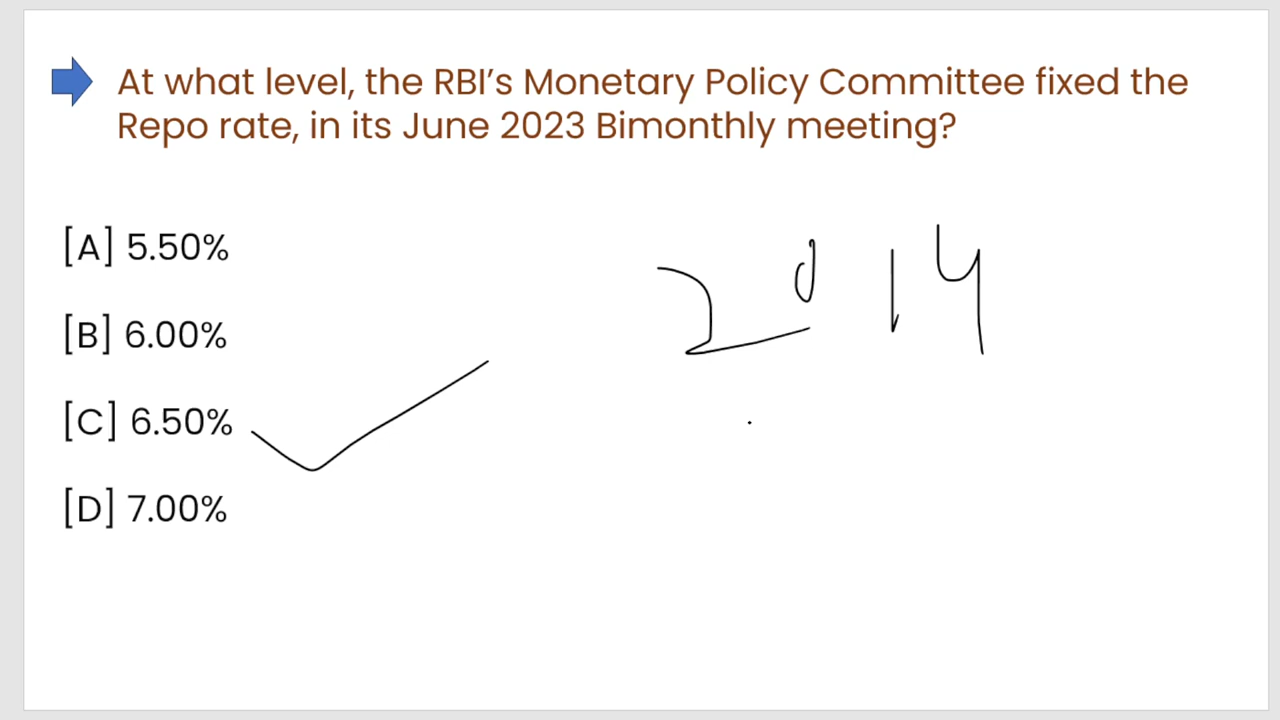 At what level, the RBI’s Monetary Policy Committee fixed the
Repo rate, in its June 2023 Bimonthly meeting?
[A] 5.50%
[B] 6.00%
[C] 6.50%
[D] 7.00%
2014